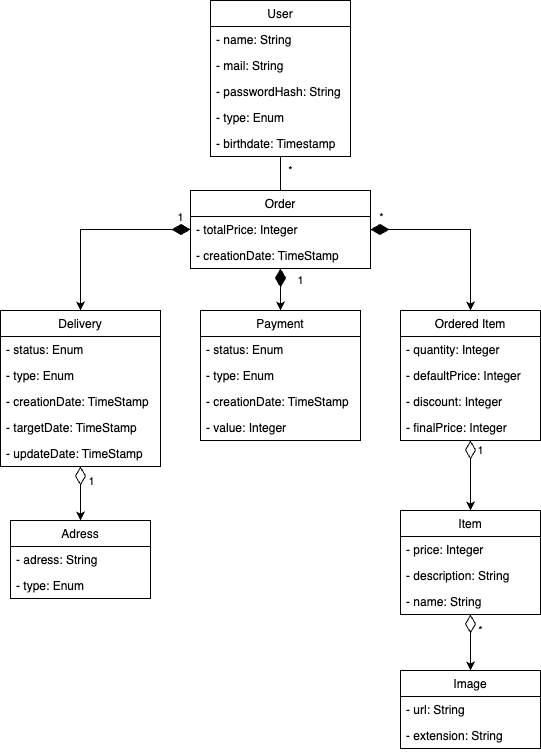 User
- name: String
- mail: String
- passwordHash: String
- type: Enum
- birthdate: Timestamp
*
Order
- totalPrice: Integer
- creationDate: TimeStamp
1
*
1
Delivery
- status: Enum
- type: Enum
- creationDate: TimeStamp
- targetDate: TimeStamp
- updateDate: TimeStamp
1
Payment
- status: Enum
- type: Enum
- creationDate: TimeStamp
- value: Integer
Ordered Item
- quantity: Integer
- defaultPrice: Integer
- discount: Integer
- finalPrice: Integer
1
Adress
- adress: String
- type: Enum
Item
- price: Integer
- description: String
- name: String
*
Image
- url: String
- extension: String